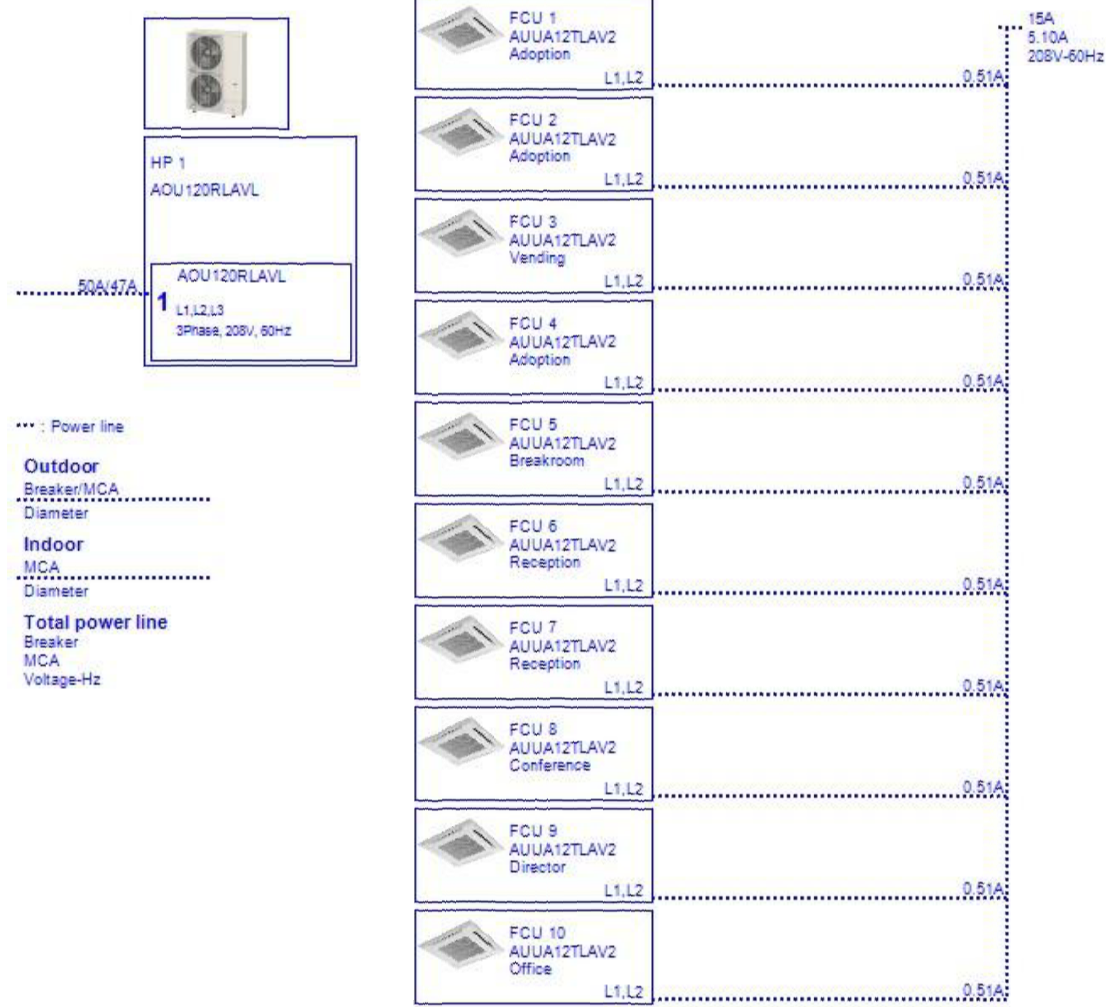 HP 1
AOU120RLAVL
AOU120RLAVL
50A/47A
1
L1,L2,L3
3Phase, 208V, 60Hz
: Power line
Outdoor
Breaker/MCA
Diameter
Indoor
MCA
Diameter
Total power line
Breaker
MCA
Voltage-Hz
FCU 1
AUUA12TLAV2
Adoption
L1,L2
0.51A
FCU 2
AUUA12TLAV2
Adoption
L1,L2
0.51A
FCU 3
AUUA12TLAV2
Vending
L1,L2
0.51A
FCU 4
AUUA12TLAV2
Adoption
L1,L2
0.51A
FCU 5
AUUA12TLAV2
Breakroom
L1,L2
0.51A
FCU 6
AUUA12TLAV2
Reception
L1,L2
0.51A
FCU 7
AUUA12TLAV2
Reception
L1,L2
0.51A
FCU 8
AUUA12TLAV2
Conference
L1,L2
0.51A
FCU 9
AUUA12TLAV2
Director
L1,L2
0.51A
FCU 10
AUUA12TLAV2
Office
L1,L2
0.51A
15A
5.10A
208V-60Hz